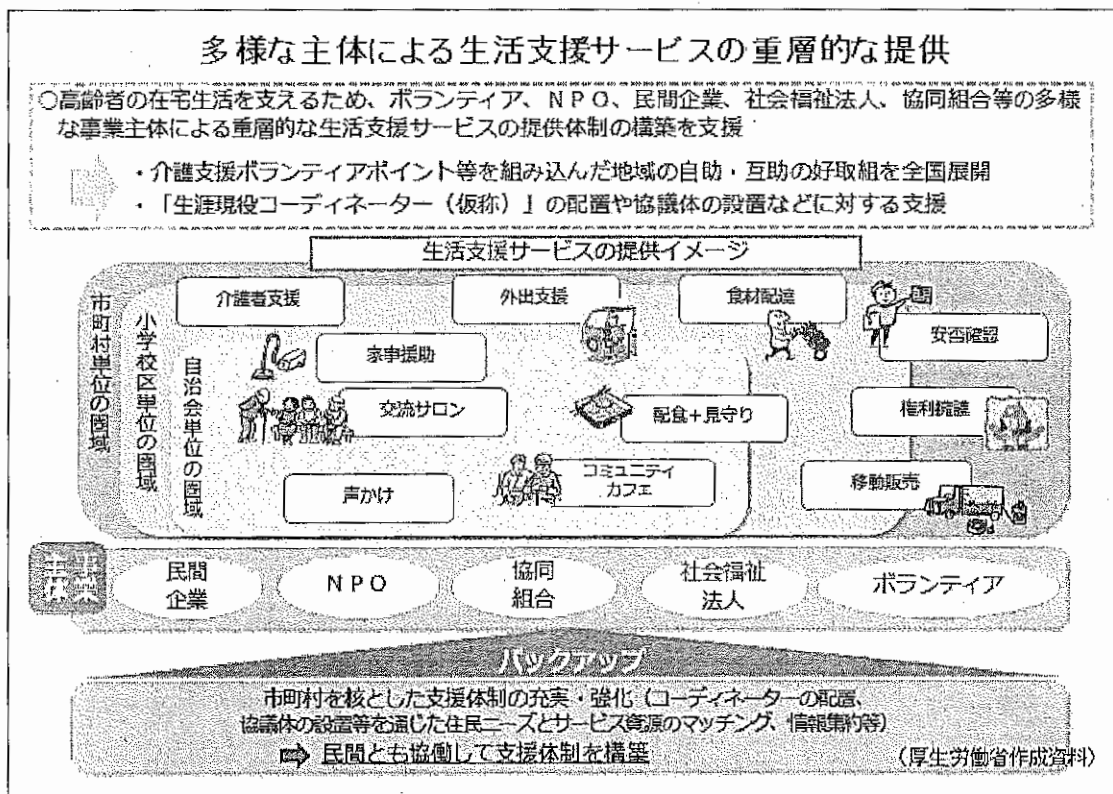 多様な主体による生活支援サービスの重層的な提供
○高齢者の在宅生活を支えるため、ボランティア、NPO、民間企業、社会福祉法人、協同組合等の多様
な事業主体による重層的な生活支援サービスの提供体制の構築を支援
・介護支援ボランティアポイント等を組み込んだ地域の自助・互助の好取組を全国展開
・「生涯現役コーディネーター(仮称)」の配置や協議体の設置などに対する支援
生活支援サービスの提供イメージ
市町村単位の圏域
小学校区単位の圏域
自治会単位の圏域
介護者支援
外出支援
食材配達
安否確認
家事援助
交流サロン
配食+見守り
権利擁護
声かけ
コミュニティ
カフェ
移動販売
事業
主体
民間
企業
NPO
協同
組合
社会福祉
法人
ボランティア
バックアップ
市町村を核とした支援体制の充実・強化(コーディネーターの配置、
協議体の設置等を通じた住民ニーズとサービス資源のマッチング、情報集約等)
⇨ 民間とも協働して支援体制を構築
(厚生労働省作成資料)